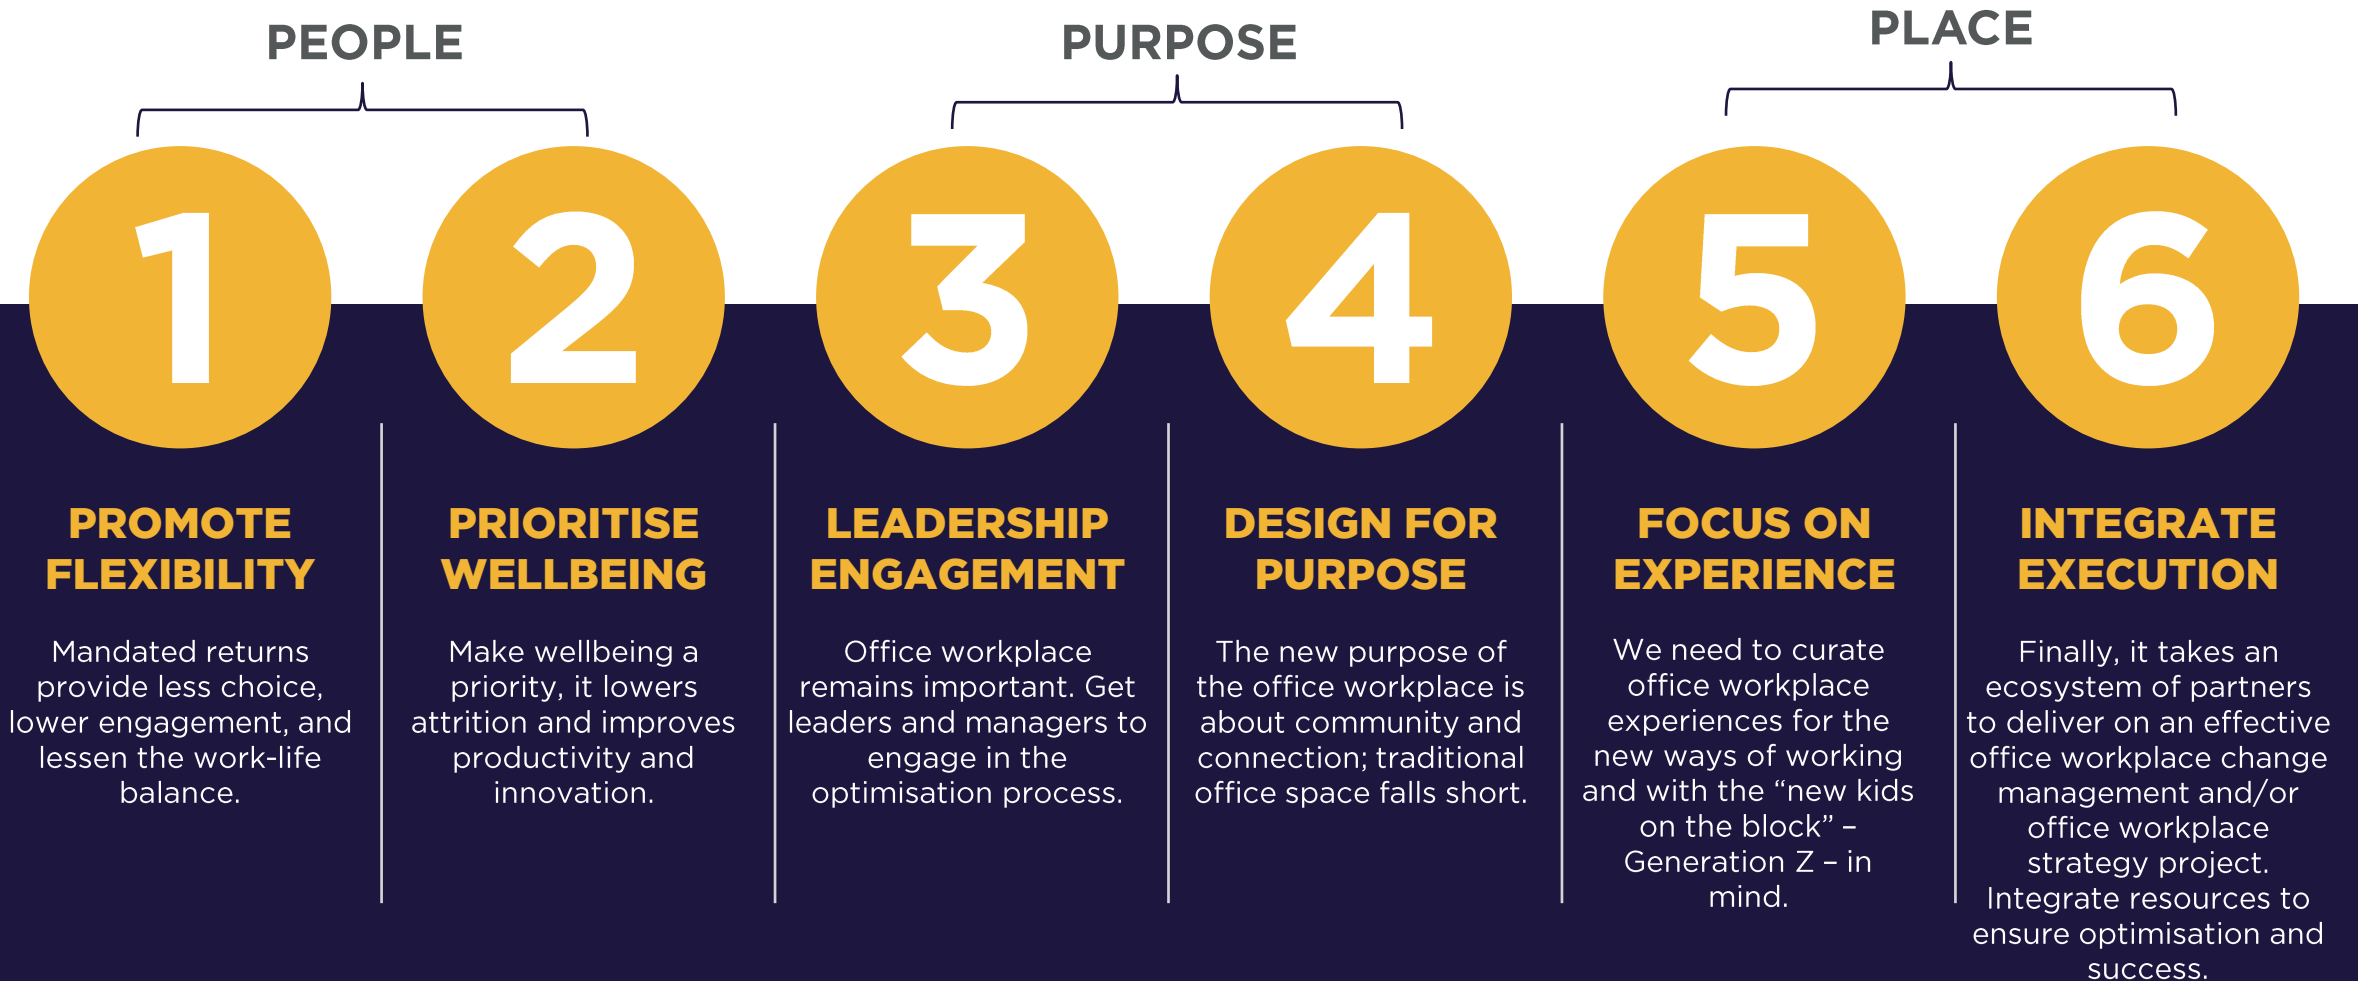 PEOPLE
PURPOSE
PLACE
1
2
3
4
5
6
PROMOTE
FLEXIBILITY
Mandated returns
provide less choice,
lower engagement, and
lessen the work-life
balance.
PRIORITISE
WELLBEING
Make wellbeing a
priority, it lowers
attrition and improves
productivity and
innovation.
LEADERSHIP
ENGAGEMENT
Office workplace
remains important. Get
leaders and managers to
engage in the
optimisation process.
DESIGN FOR
PURPOSE
The new purpose of
the office workplace is
about community and
connection; traditional
office space falls short.
FOCUS ON
EXPERIENCE
We need to curate
office workplace
experiences for the
new ways of working
and with the “new kids
on the block” –
Generation Z – in
mind.
INTEGRATE
EXECUTION
Finally, it takes an
ecosystem of partners
to deliver on an effective
office workplace change
management and/or
office workplace
strategy project.
Integrate resources to
ensure optimisation and
success.